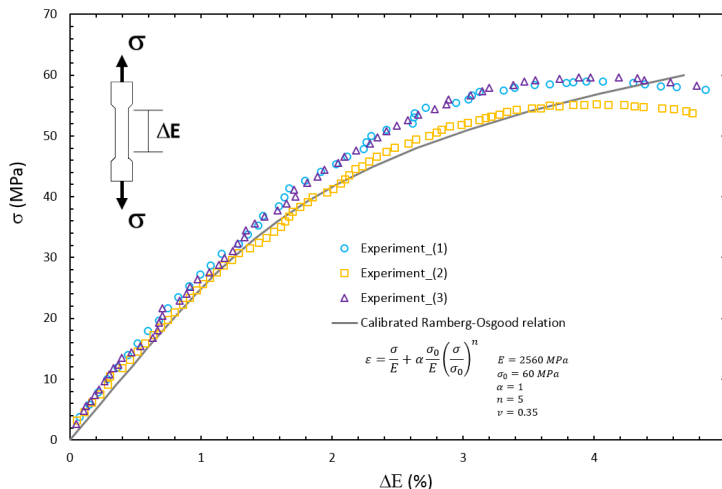 σ (MPa)
70
60
50
40
30
20
10
0
σ
ΔE
σ
Experiment_(1)
Experiment_(2)
Experiment_(3)
Calibrated Ramberg-Osgood relation
ε = σ/E + α σ₀/E (σ/σ₀)ⁿ
E = 2560 MPa
σ₀ = 60 MPa
α = 1
n = 5
v = 0.35
0 1 2 3 4
ΔE (%)